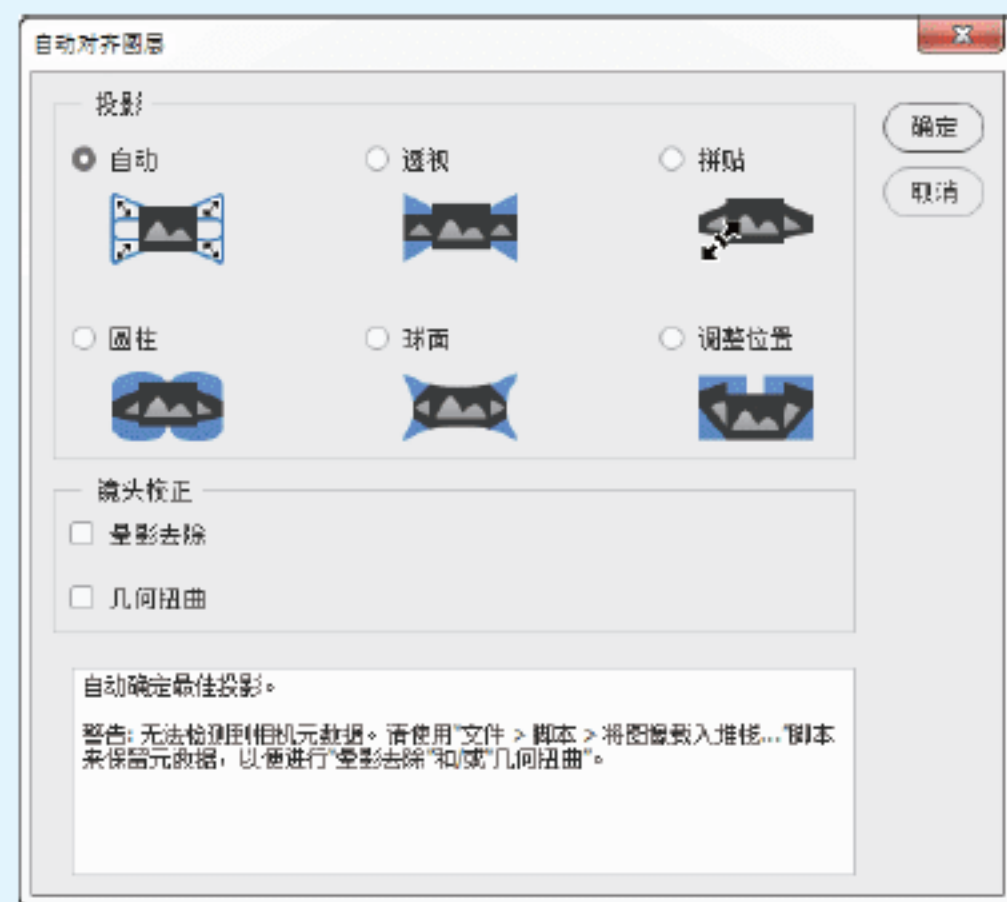 自动对齐图层
投影
确定
自动
透视
拼贴
取消
圆柱
球面
调整位置
镜头校正
晕影去除
几何扭曲
自动确定最佳投影。
警告: 无法检测到相机元数据。请使用"文件 > 脚本 > 将图像载入堆栈..."脚本
来保留元数据，以便进行"晕影去除"和/或"几何扭曲"。